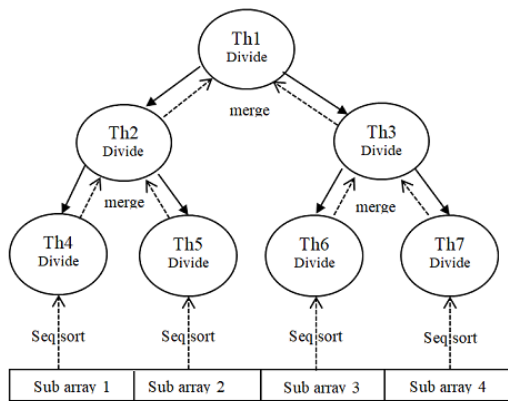 Th1
Divide
merge
Th2
Divide
Th3
Divide
merge
merge
Th4
Divide
Th5
Divide
Th6
Divide
Th7
Divide
Seq sort
Seq sort
Seq sort
Seq sort
Sub array 1
Sub array 2
Sub array 3
Sub array 4